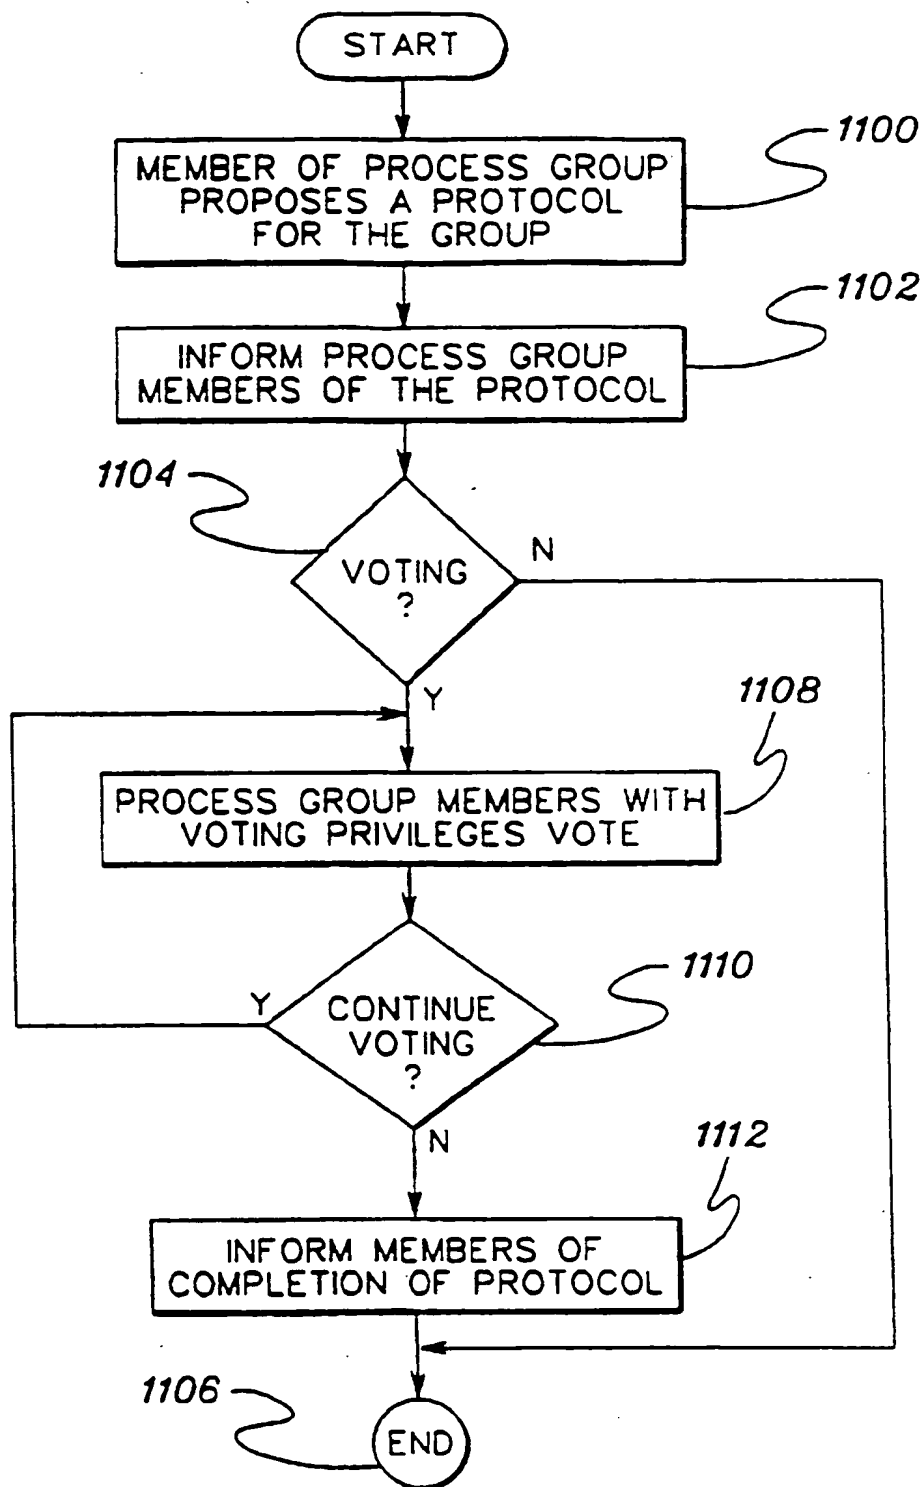 START
1100
MEMBER OF PROCESS GROUP
PROPOSES A PROTOCOL
FOR THE GROUP
1102
INFORM PROCESS GROUP
MEMBERS OF THE PROTOCOL
1104
VOTING
?
N
Y
1108
PROCESS GROUP MEMBERS WITH
VOTING PRIVILEGES VOTE
1110
Y
CONTINUE
VOTING
?
N
1112
INFORM MEMBERS OF
COMPLETION OF PROTOCOL
1106
END